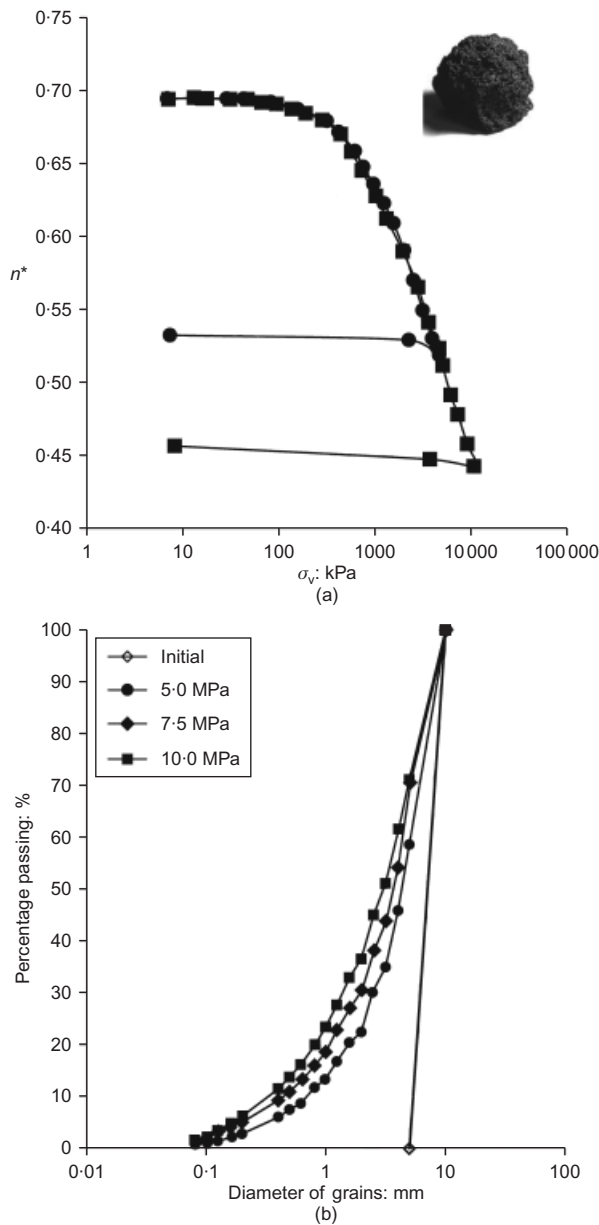 0·75
0·70
0·65
0·60
n*
0·55
0·50
0·45
0·40
1 10 100 1000 10 000 100 000
σv: kPa
(a)
100
90
80
70
60
50
40
30
20
10
0
Percentage passing: %
Initial
5·0 MPa
7·5 MPa
10·0 MPa
0·01 0·1 1 10 100
Diameter of grains: mm
(b)